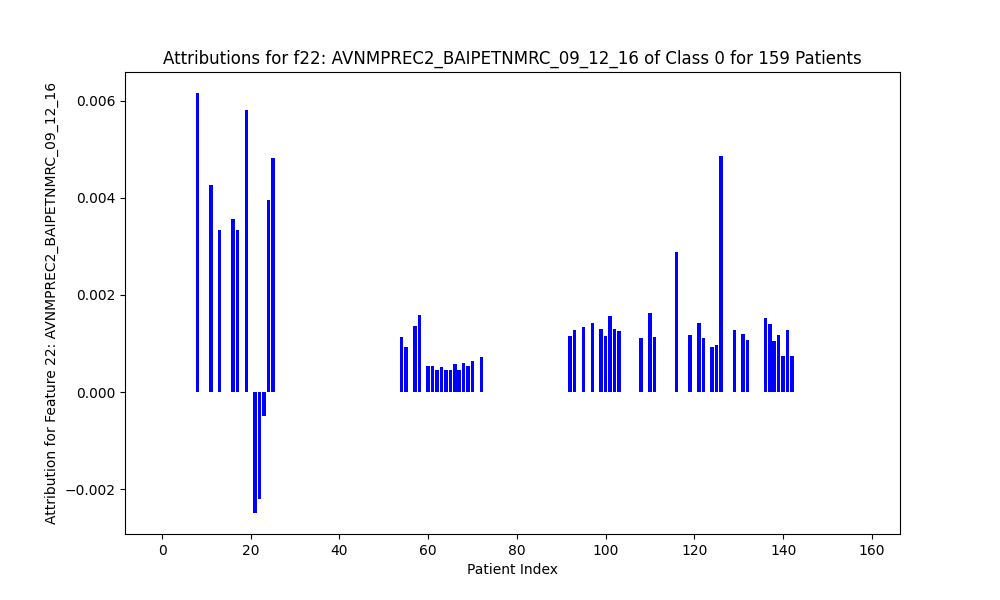 Attributions for f22: AVNMPREC2_BAIPETNMRC_09_12_16 of Class 0 for 159 Patients
Attribution for Feature 22: AVNMPREC2_BAIPETNMRC_09_12_16
0.006
0.004
0.002
0.000
−0.002
0 20 40 60 80 100 120 140 160
Patient Index